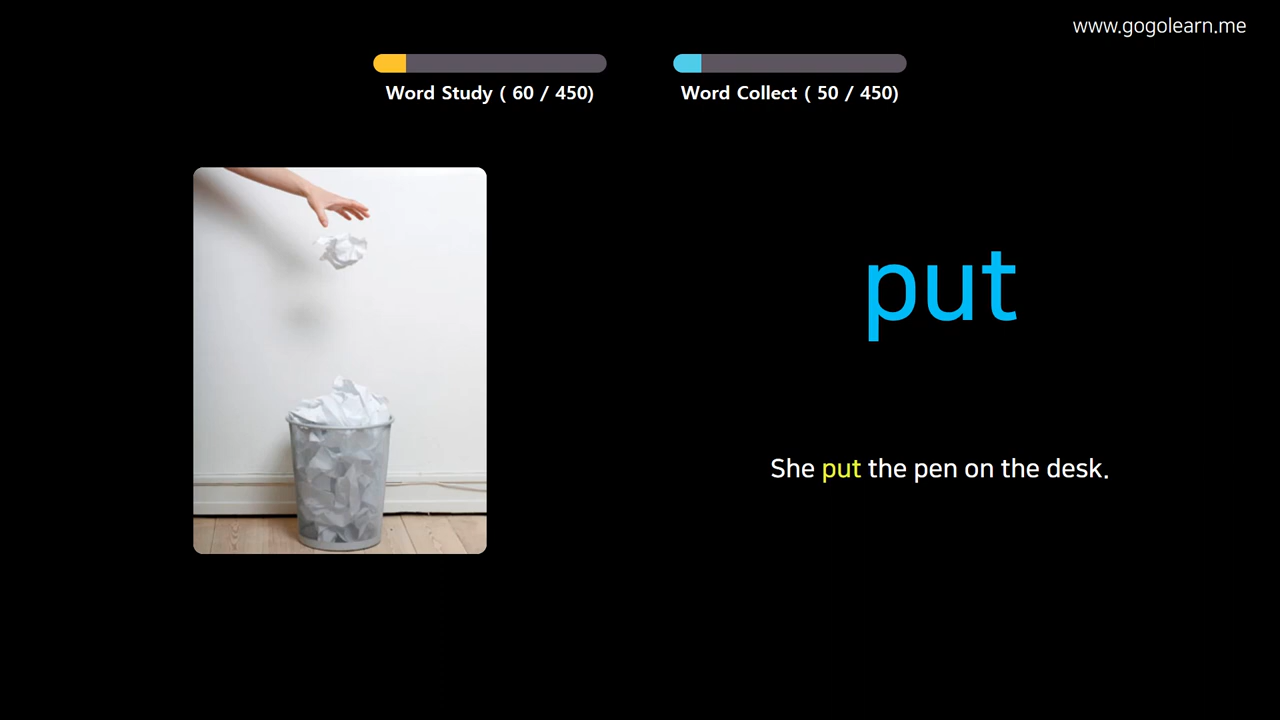 www.gogolearn.me
Word Study ( 60 / 450)
Word Collect ( 50 / 450)
put
She put the pen on the desk.